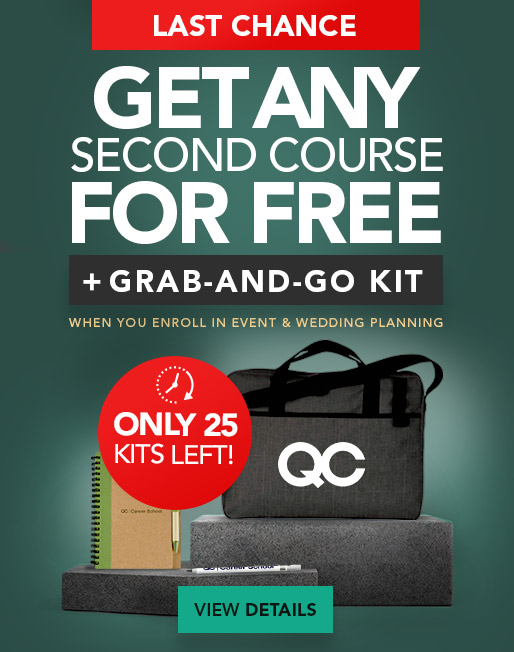 LAST CHANCE
GET ANY
SECOND COURSE
FOR FREE
+ GRAB-AND-GO KIT
WHEN YOU ENROLL IN EVENT & WEDDING PLANNING
ONLY 25
KITS LEFT!
QC
QC | Career School
QC | Career School
VIEW DETAILS